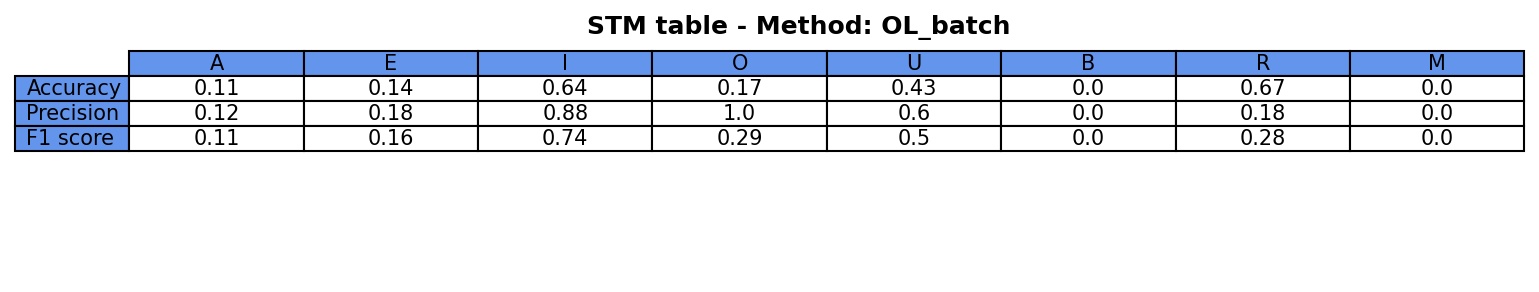 STM table - Method: OL_batch
A E I O U B R M
Accuracy 0.11 0.14 0.64 0.17 0.43 0.0 0.67 0.0
Precision 0.12 0.18 0.88 1.0 0.6 0.0 0.18 0.0
F1 score 0.11 0.16 0.74 0.29 0.5 0.0 0.28 0.0